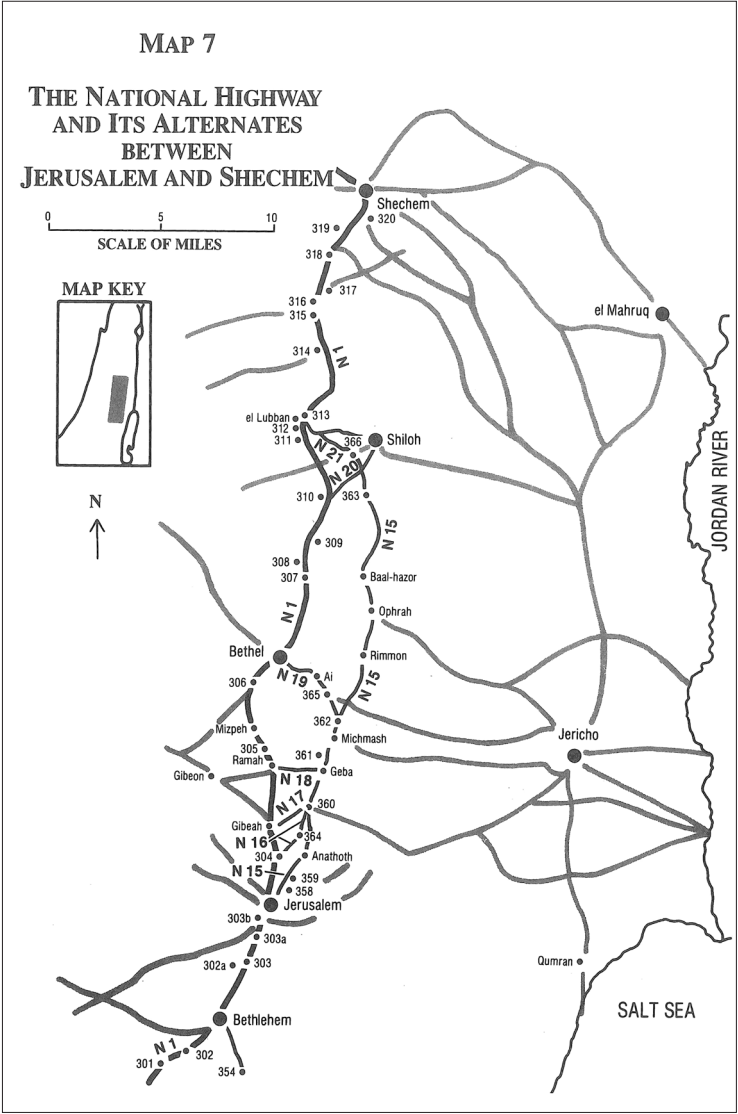 MAP 7
THE NATIONAL HIGHWAY
AND ITS ALTERNATES
BETWEEN
JERUSALEM AND SHECHEM
0 5 10
SCALE OF MILES
MAP KEY
N
Shechem
320
319
318
317
316
315
314
N 1
el Mahruq
el Lubban
313
312
311
366
Shiloh
N 21
N 20
310
363
N 15
309
308
307
Baal-hazor
N 1
Ophrah
JORDAN RIVER
Bethel
Rimmon
N 19
Ai
306
365
N 15
362
Mizpeh
Michmash
Jericho
305
361
Ramah
Geba
Gibeon
N 18
N 17
360
Gibeah
N 16
364
304
Anathoth
N 15
359
358
Jerusalem
303b
303a
302a
303
Qumran
SALT SEA
Bethlehem
N 1
302
301
354